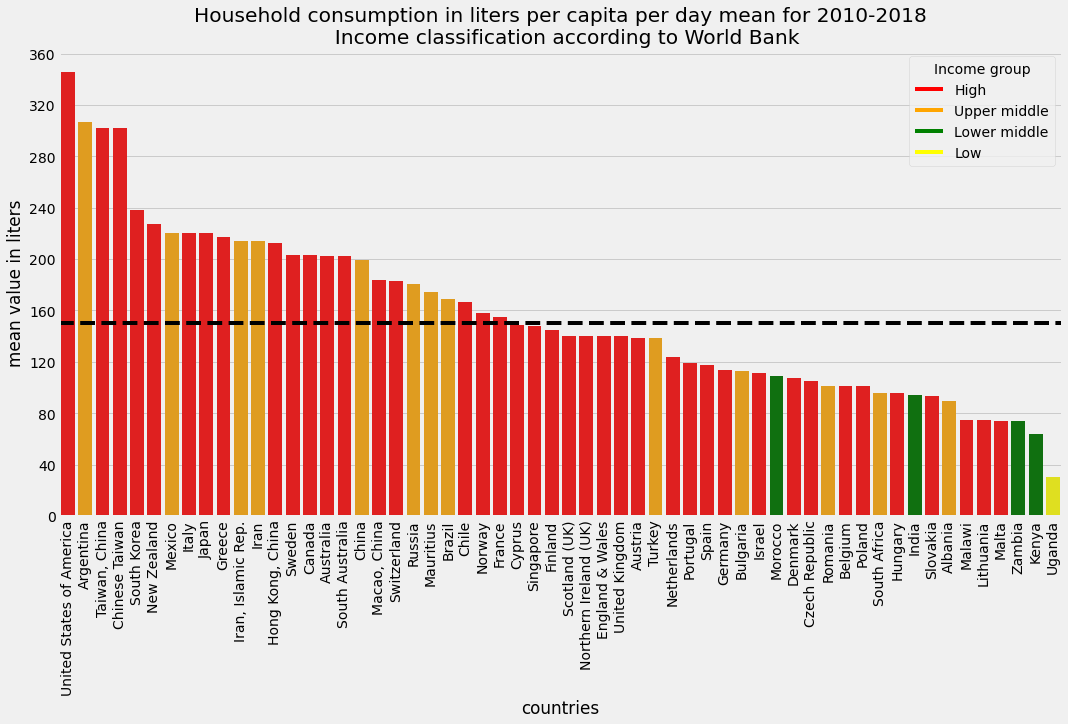 Household consumption in liters per capita per day mean for 2010-2018
Income classification according to World Bank
mean value in liters
360
320
280
240
200
160
120
80
40
0
Income group
High
Upper middle
Lower middle
Low
United States of America
Argentina
Taiwan, China
Chinese Taiwan
South Korea
New Zealand
Mexico
Italy
Japan
Greece
Iran, Islamic Rep.
Iran
Hong Kong, China
Sweden
Canada
Australia
South Australia
China
Macao, China
Switzerland
Russia
Mauritius
Brazil
Chile
Norway
France
Cyprus
Singapore
Finland
Scotland (UK)
Northern Ireland (UK)
England & Wales
United Kingdom
Austria
Turkey
Netherlands
Portugal
Spain
Germany
Bulgaria
Israel
Morocco
Denmark
Czech Republic
Romania
Belgium
Poland
South Africa
Hungary
India
Slovakia
Albania
Malawi
Lithuania
Malta
Zambia
Kenya
Uganda
countries